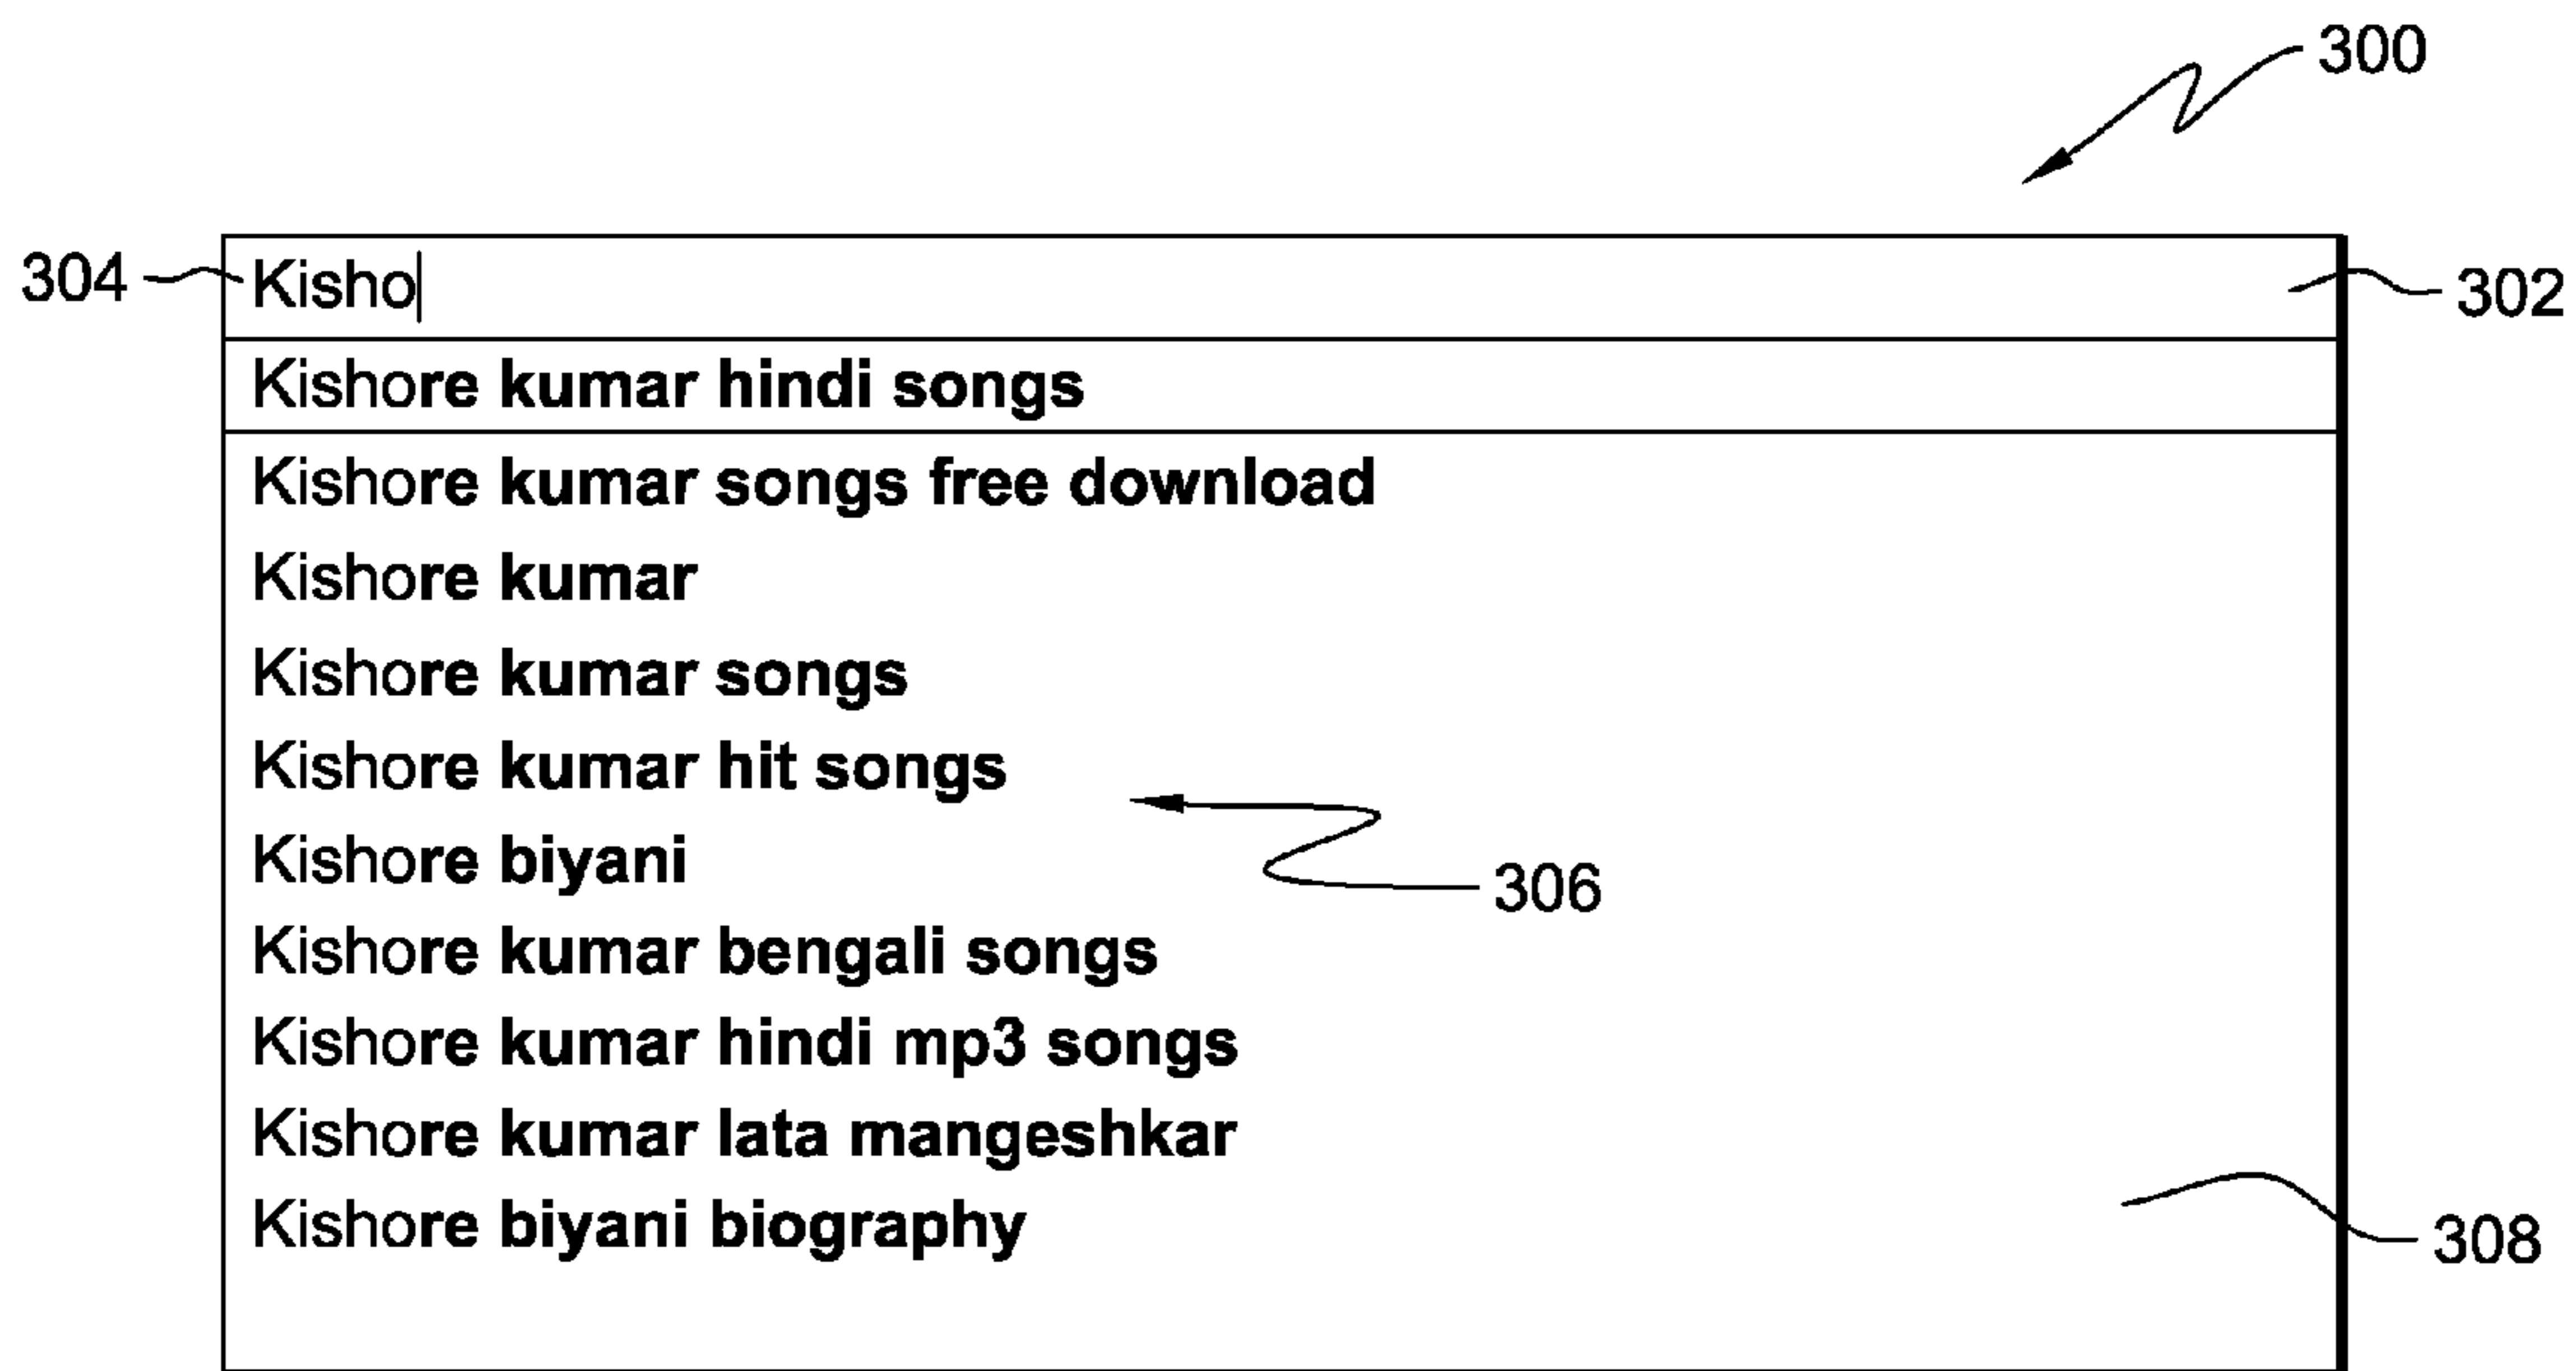 300
304 Kisho 302
Kishore kumar hindi songs
Kishore kumar songs free download
Kishore kumar
Kishore kumar songs
Kishore kumar hit songs
Kishore biyani
306
Kishore kumar bengali songs
Kishore kumar hindi mp3 songs
Kishore kumar lata mangeshkar
Kishore biyani biography
308